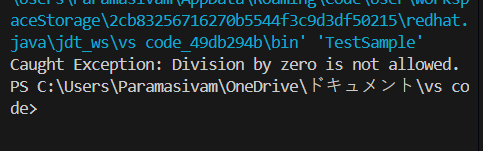 \Users\Paramasivam\AppData\Roaming\Code\User\worksp
aceStorage\2cb83256716270b5544f3c9d3df50215\redhat.
java\jdt_ws\vs code_49db294b\bin' 'TestSample'
Caught Exception: Division by zero is not allowed.
PS C:\Users\Paramasivam\OneDrive\ドキュメント\vs co
de>